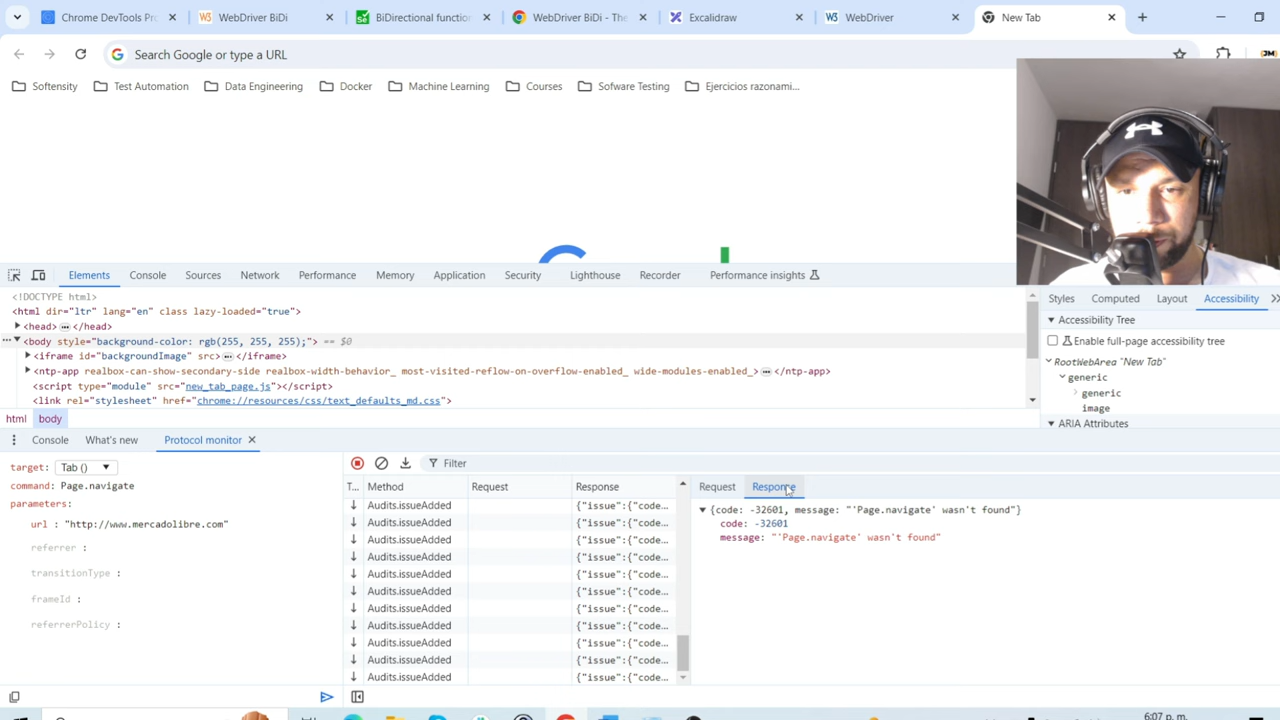 Chrome DevTools Pr
WebDriver BiDi
BiDirectional function
WebDriver BiDi - The
Excalidraw
WebDriver
New Tab
Search Google or type a URL
JM
Softensity
Test Automation
Data Engineering
Docker
Machine Learning
Courses
Sofware Testing
Ejercicios razonami...
Elements
Console
Sources
Network
Performance
Memory
Application
Security
Lighthouse
Recorder
Performance insights
<!DOCTYPE html>
<html dir="ltr" lang="en" class lazy-loaded="true">
<head> … </head>
<body style="background-color: rgb(255, 255, 255);"> == $0
<iframe id="backgroundImage" src> … </iframe>
<ntp-app realbox-can-show-secondary-side realbox-width-behavior_ most-visited-reflow-on-overflow-enabled_ wide-modules-enabled_> … </ntp-app>
<script type="module" src="new_tab_page.js"></script>
<link rel="stylesheet" href="chrome://resources/css/text_defaults_md.css">
html body
Styles
Computed
Layout
Accessibility
Accessibility Tree
Enable full-page accessibility tree
RootWebArea "New Tab"
generic
generic
image
ARIA Attributes
Console
What's new
Protocol monitor
target: Tab ()
command: Page.navigate
parameters:
url : "http://www.mercadolibre.com"
referrer :
transitionType :
frameId :
referrerPolicy :
Filter
T... Method Request Response
Audits.issueAdded {"issue":{"code...
Audits.issueAdded {"issue":{"code...
Audits.issueAdded {"issue":{"code...
Audits.issueAdded {"issue":{"code...
Audits.issueAdded {"issue":{"code...
Audits.issueAdded {"issue":{"code...
Audits.issueAdded {"issue":{"code...
Audits.issueAdded {"issue":{"code...
Audits.issueAdded {"issue":{"code...
Audits.issueAdded {"issue":{"code...
Audits.issueAdded {"issue":{"code...
Request
Response
{code: -32601, message: "'Page.navigate' wasn't found"}
code: -32601
message: "'Page.navigate' wasn't found"
6:07 p.m.